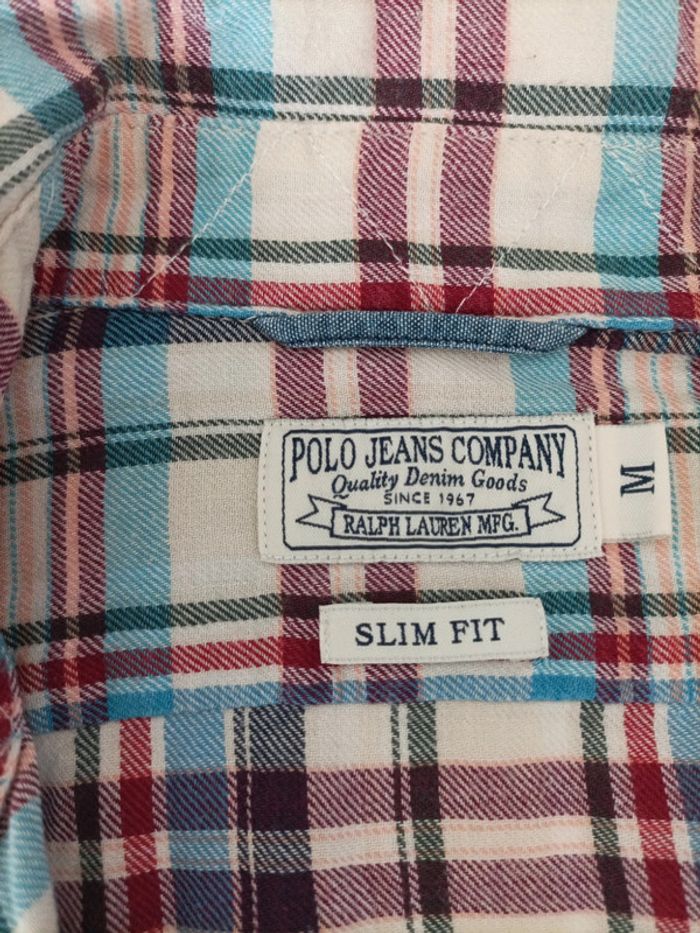 POLO JEANS COMPANY
Quality Denim Goods
SINCE 1967
RALPH LAUREN MFG.
M
SLIM FIT